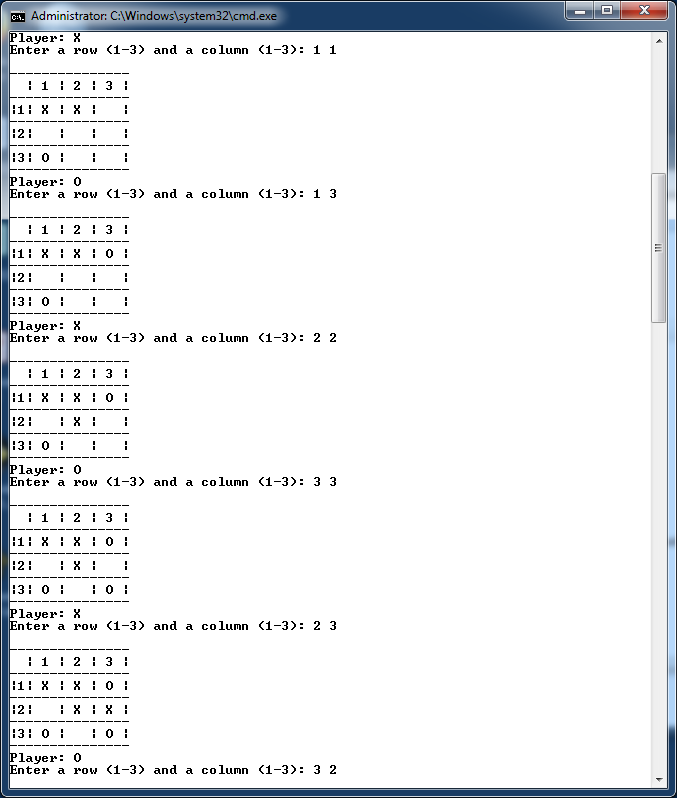 Administrator: C:\Windows\system32\cmd.exe
Player: X
Enter a row (1-3) and a column (1-3): 1 1
_______________
  ¦ 1 ¦ 2 ¦ 3 ¦
---------------
¦1¦ X ¦ X ¦   ¦
---------------
¦2¦   ¦   ¦   ¦
---------------
¦3¦ O ¦   ¦   ¦
---------------
Player: O
Enter a row (1-3) and a column (1-3): 1 3
_______________
  ¦ 1 ¦ 2 ¦ 3 ¦
---------------
¦1¦ X ¦ X ¦ O ¦
---------------
¦2¦   ¦   ¦   ¦
---------------
¦3¦ O ¦   ¦   ¦
---------------
Player: X
Enter a row (1-3) and a column (1-3): 2 2
_______________
  ¦ 1 ¦ 2 ¦ 3 ¦
---------------
¦1¦ X ¦ X ¦ O ¦
---------------
¦2¦   ¦ X ¦   ¦
---------------
¦3¦ O ¦   ¦   ¦
---------------
Player: O
Enter a row (1-3) and a column (1-3): 3 3
_______________
  ¦ 1 ¦ 2 ¦ 3 ¦
---------------
¦1¦ X ¦ X ¦ O ¦
---------------
¦2¦   ¦ X ¦   ¦
---------------
¦3¦ O ¦   ¦ O ¦
---------------
Player: X
Enter a row (1-3) and a column (1-3): 2 3
_______________
  ¦ 1 ¦ 2 ¦ 3 ¦
---------------
¦1¦ X ¦ X ¦ O ¦
---------------
¦2¦   ¦ X ¦ X ¦
---------------
¦3¦ O ¦   ¦ O ¦
---------------
Player: O
Enter a row (1-3) and a column (1-3): 3 2